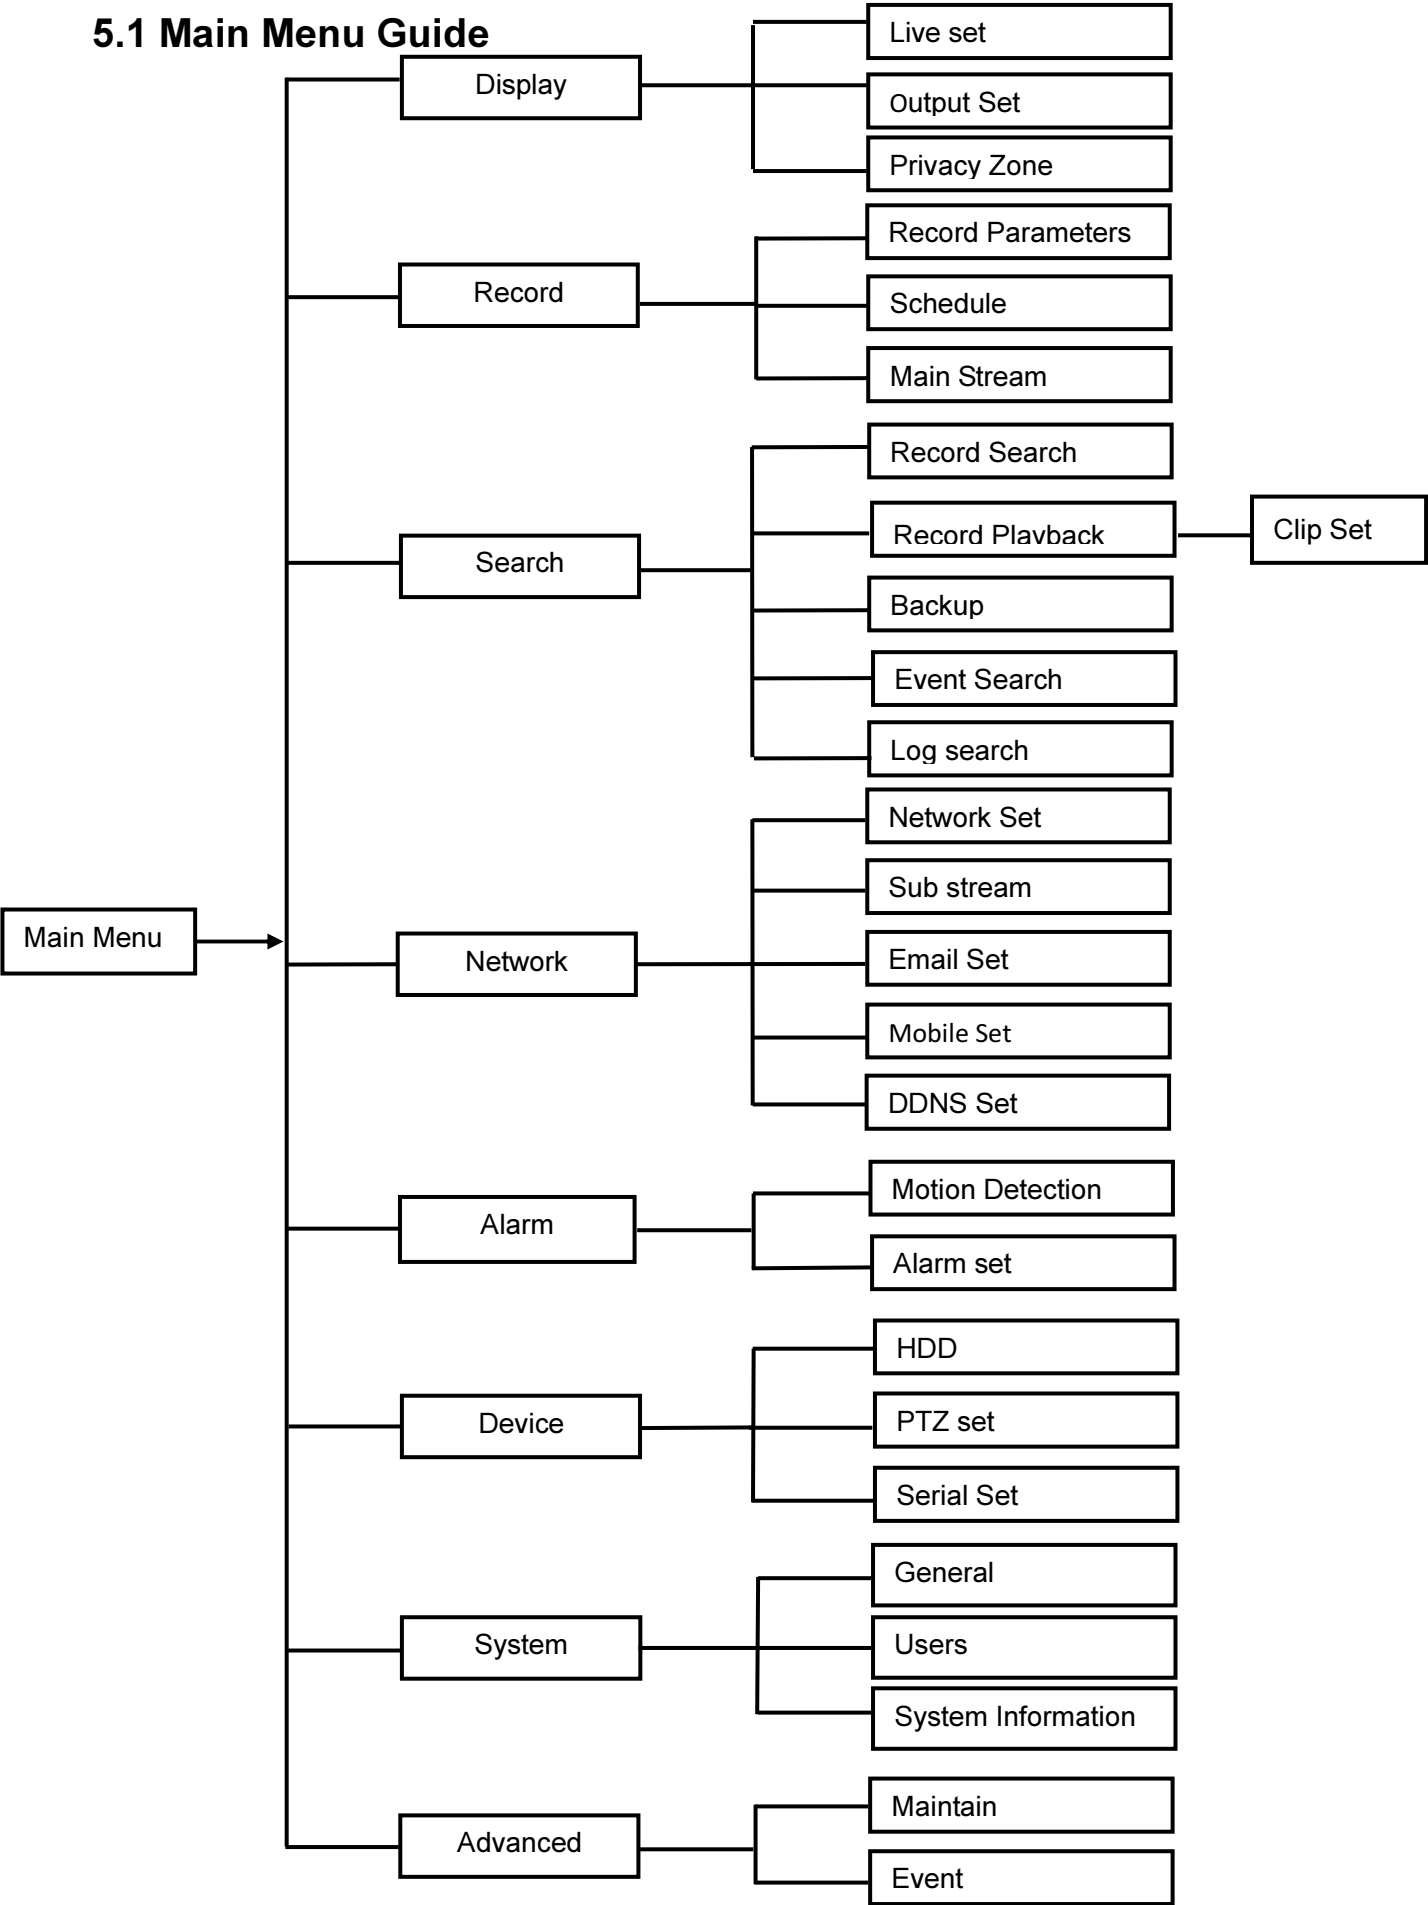 5.1 Main Menu Guide
Live set
Display
Output Set
Privacy Zone
Record Parameters
Record
Schedule
Main Stream
Record Search
Record Playback
Clip Set
Search
Backup
Event Search
Log search
Network Set
Sub stream
Main Menu
Network
Email Set
Mobile Set
DDNS Set
Motion Detection
Alarm
Alarm set
HDD
Device
PTZ set
Serial Set
General
System
Users
System Information
Maintain
Advanced
Event